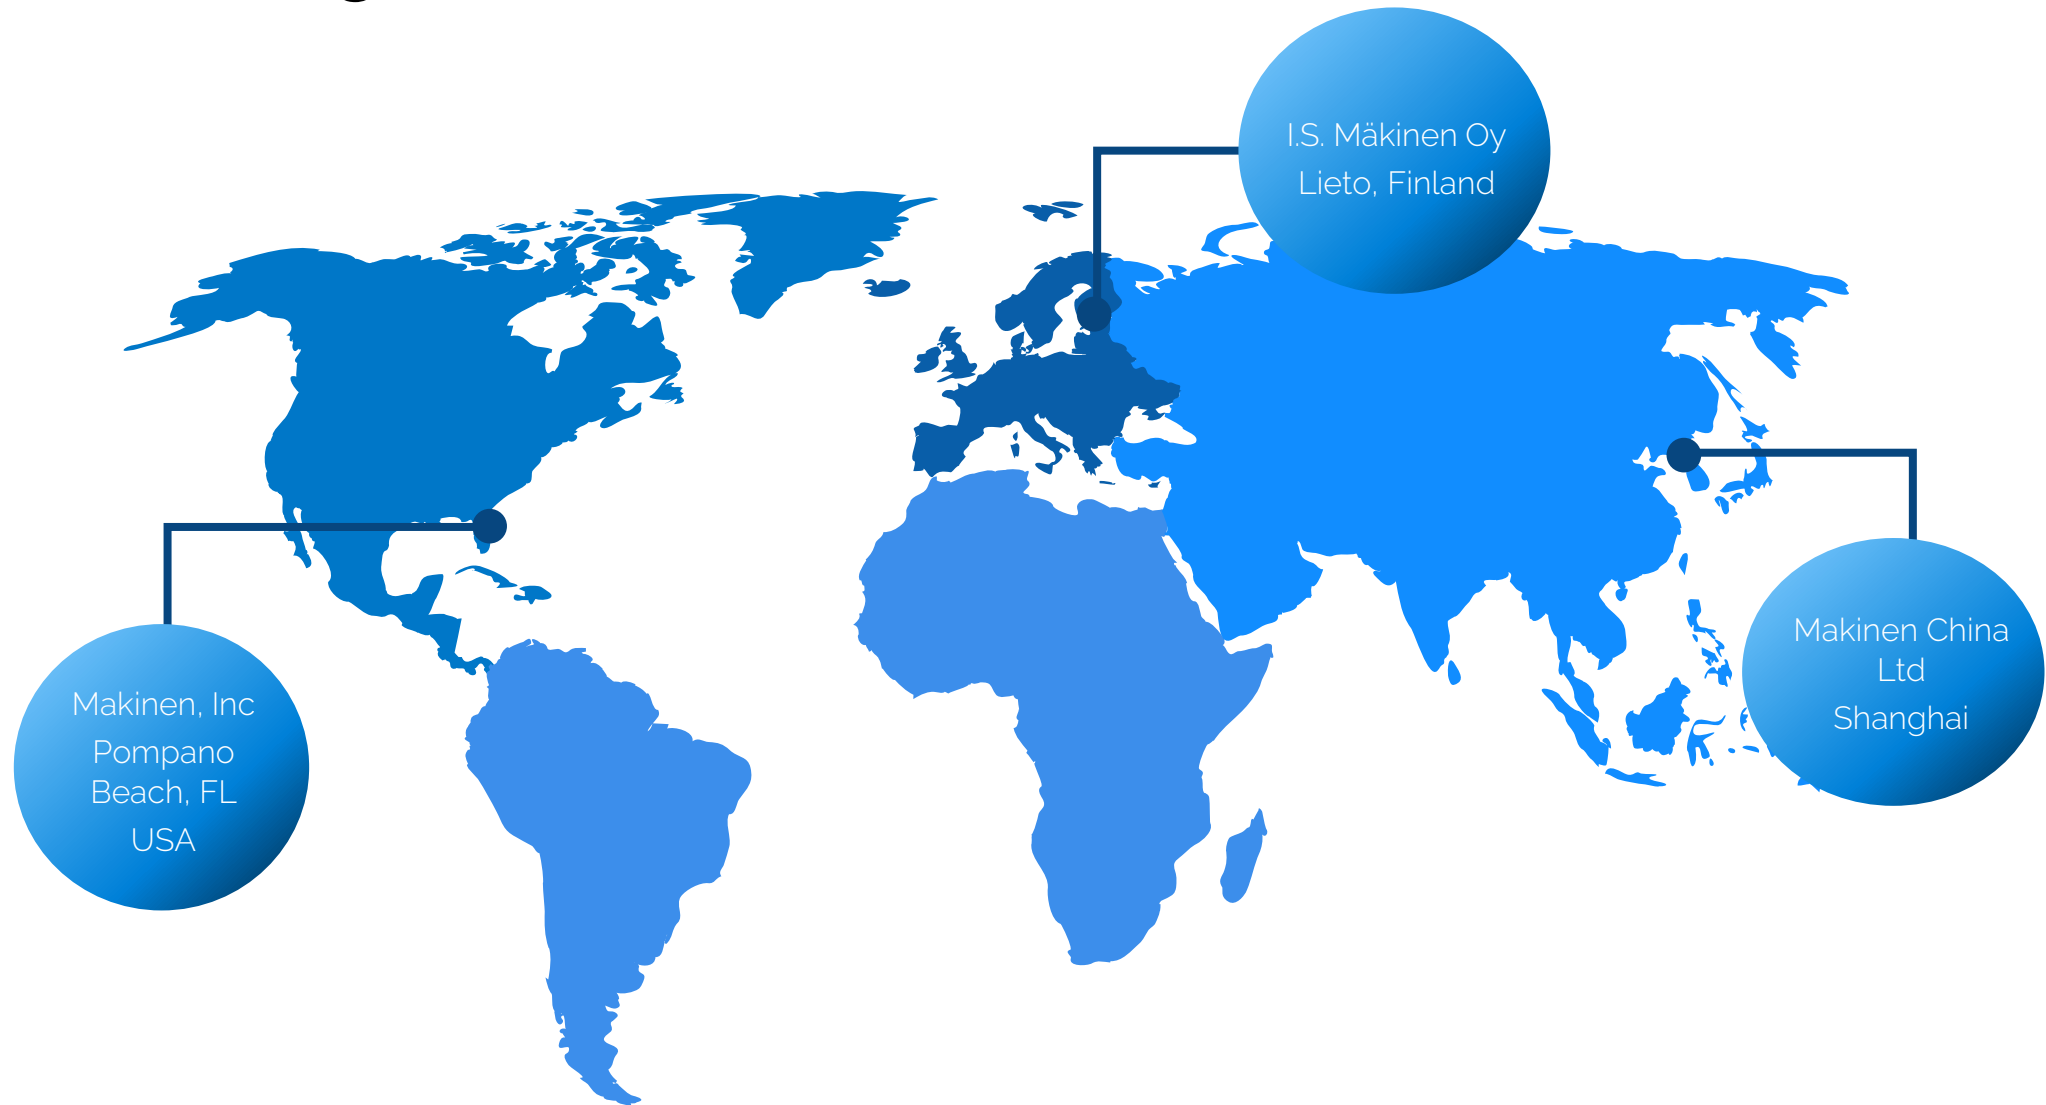 I.S. Mäkinen Oy
Lieto, Finland
Makinen China
Ltd
Shanghai
Makinen, Inc
Pompano
Beach, FL
USA